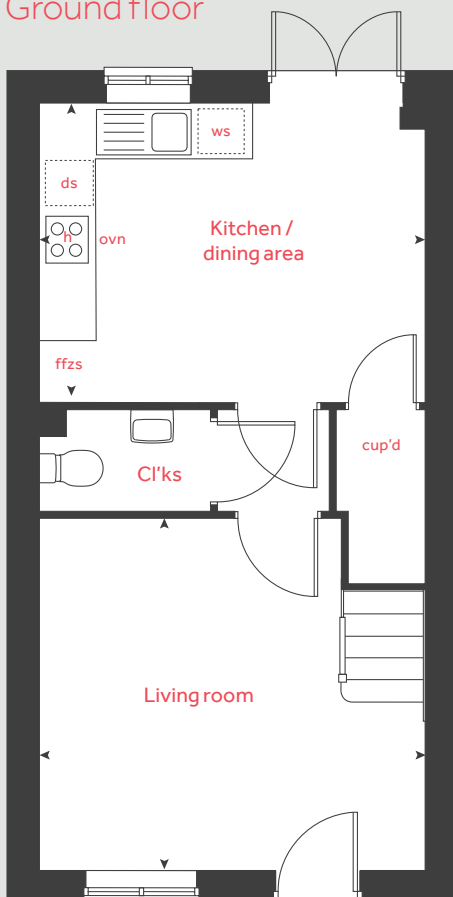 Ground floor
ws
ds
h
ovn
Kitchen /
dining area
ffzs
cup'd
Cl'ks
Living room